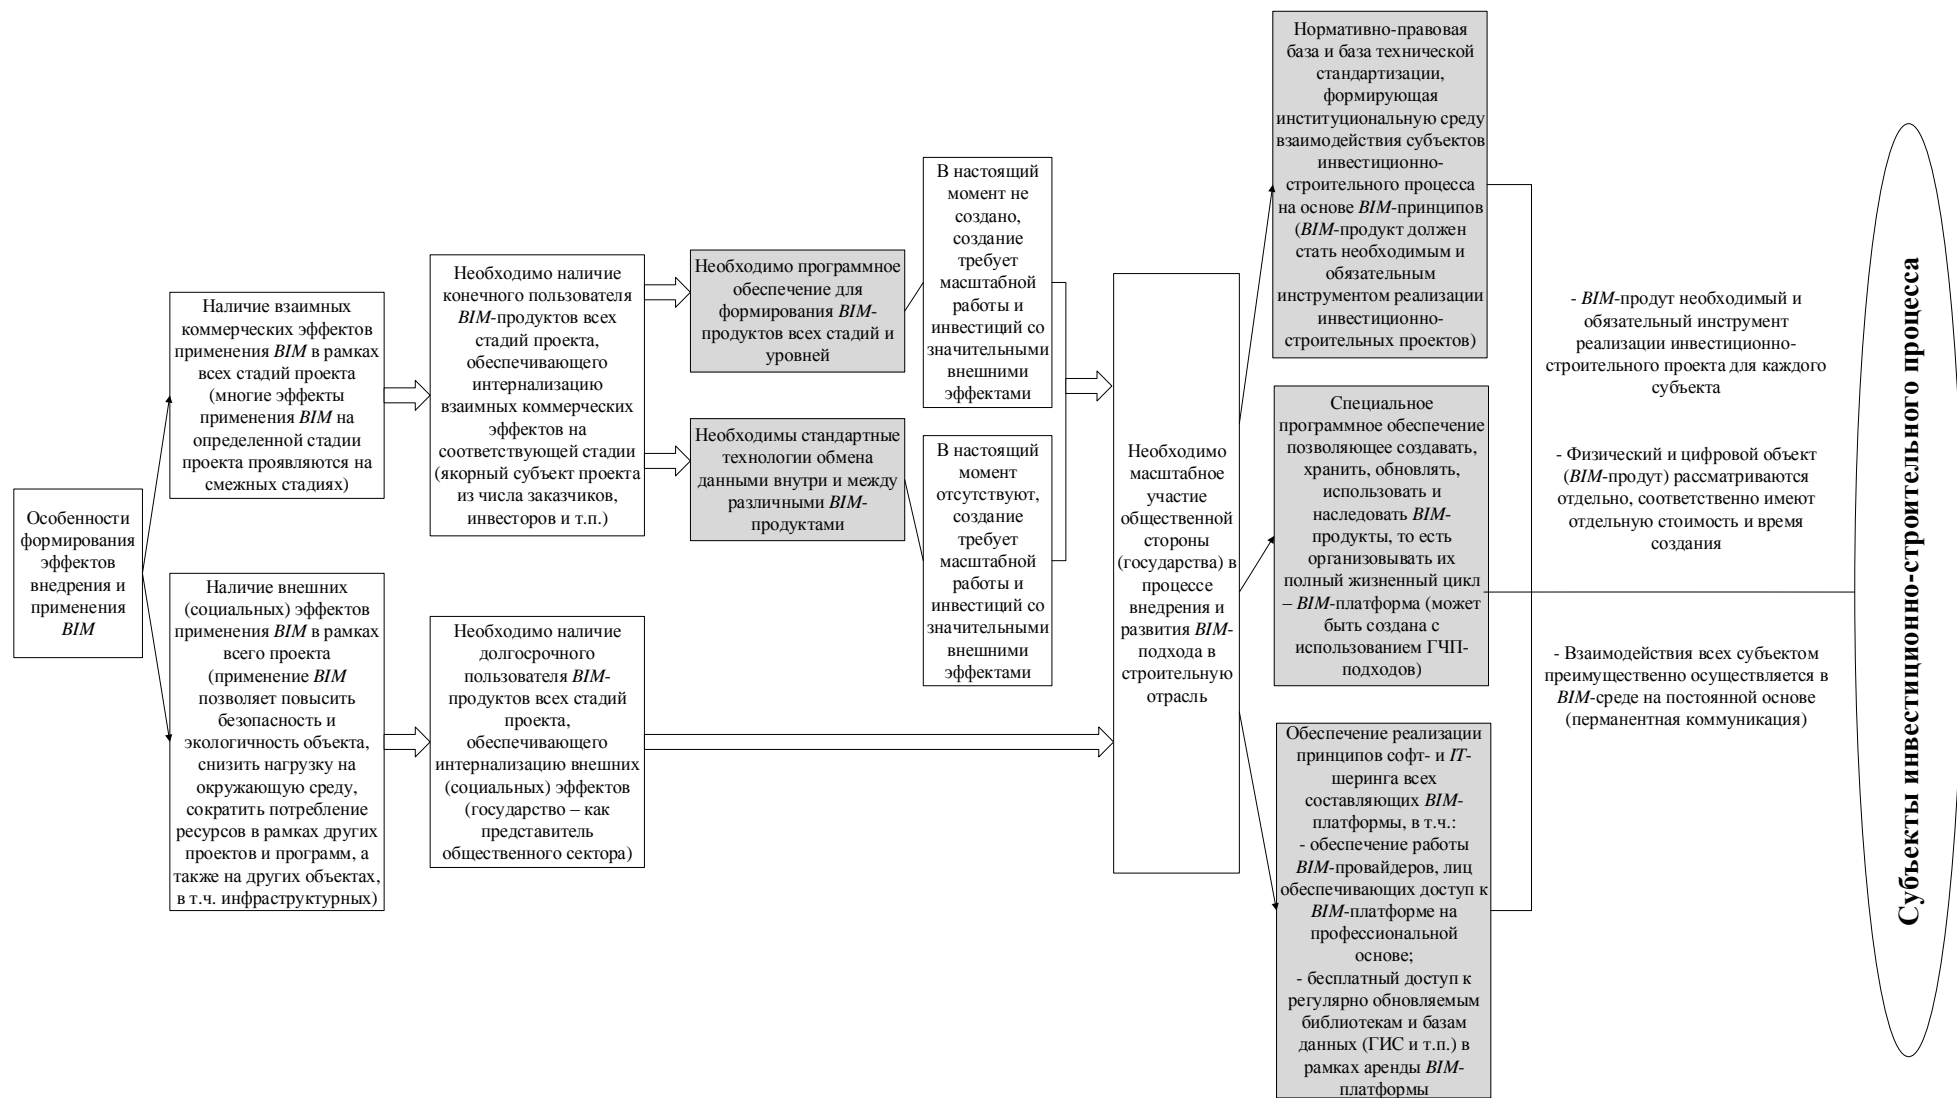 Особенности
формирования
эффектов
внедрения и
применения
BIM
Наличие взаимных
коммерческих эффектов
применения BIM в рамках
всех стадий проекта
(многие эффекты
применения BIM на
определенной стадии
проекта проявляются на
смежных стадиях)
Наличие внешних
(социальных) эффектов
применения BIM в рамках
всего проекта
(применение BIM
позволяет повысить
безопасность и
экологичность объекта,
снизить нагрузку на
окружающую среду,
сократить потребление
ресурсов в рамках других
проектов и программ, а
также на других объектах,
в т.ч. инфраструктурных)
Необходимо наличие
конечного пользователя
BIM-продуктов всех
стадий проекта,
обеспечивающего
интернализацию
взаимных коммерческих
эффектов на
соответствующей стадии
(якорный субъект проекта
из числа заказчиков,
инвесторов и т.п.)
Необходимо наличие
долгосрочного
пользователя BIM-
продуктов всех стадий
проекта,
обеспечивающего
интернализацию внешних
(социальных) эффектов
(государство – как
представитель
общественного сектора)
Необходимо программное
обеспечение для
формирования BIM-
продуктов всех стадий и
уровней
Необходимы стандартные
технологии обмена
данными внутри и между
различными BIM-
продуктами
В настоящий
момент не
создано,
создание
требует
масштабной
работы и
инвестиций со
значительными
внешними
эффектами
В настоящий
момент
отсутствуют,
создание
требует
масштабной
работы и
инвестиций со
значительными
внешними
эффектами
Необходимо
масштабное
участие
общественной
стороны
(государства) в
процессе
внедрения и
развития BIM-
подхода в
строительную
отрасль
Нормативно-правовая
база и база технической
стандартизации,
формирующая
институциональную среду
взаимодействия субъектов
инвестиционно-
строительного процесса
на основе BIM-принципов
(BIM-продукт должен
стать необходимым и
обязательным
инструментом реализации
инвестиционно-
строительных проектов)
Специальное
программное обеспечение
позволяющее создавать,
хранить, обновлять,
использовать и
наследовать BIM-
продукты, то есть
организовывать их
полный жизненный цикл
– BIM-платформа (может
быть создана с
использованием ГЧП-
подходов)
Обеспечение реализации
принципов софт- и IT-
шеринга всех
составляющих BIM-
платформы, в т.ч.:
- обеспечение работы
BIM-провайдеров, лиц
обеспечивающих доступ к
BIM-платформе на
профессиональной
основе;
- бесплатный доступ к
регулярно обновляемым
библиотекам и базам
данных (ГИС и т.п.) в
рамках аренды BIM-
платформы
- BIM-продут необходимый и
обязательный инструмент
реализации инвестиционно-
строительного проекта для каждого
субъекта
- Физический и цифровой объект
(BIM-продут) рассматриваются
отдельно, соответственно имеют
отдельную стоимость и время
создания
- Взаимодействия всех субъектом
преимущественно осуществляется в
BIM-среде на постоянной основе
(перманентная коммуникация)
Субъекты инвестиционно-строительного процесса